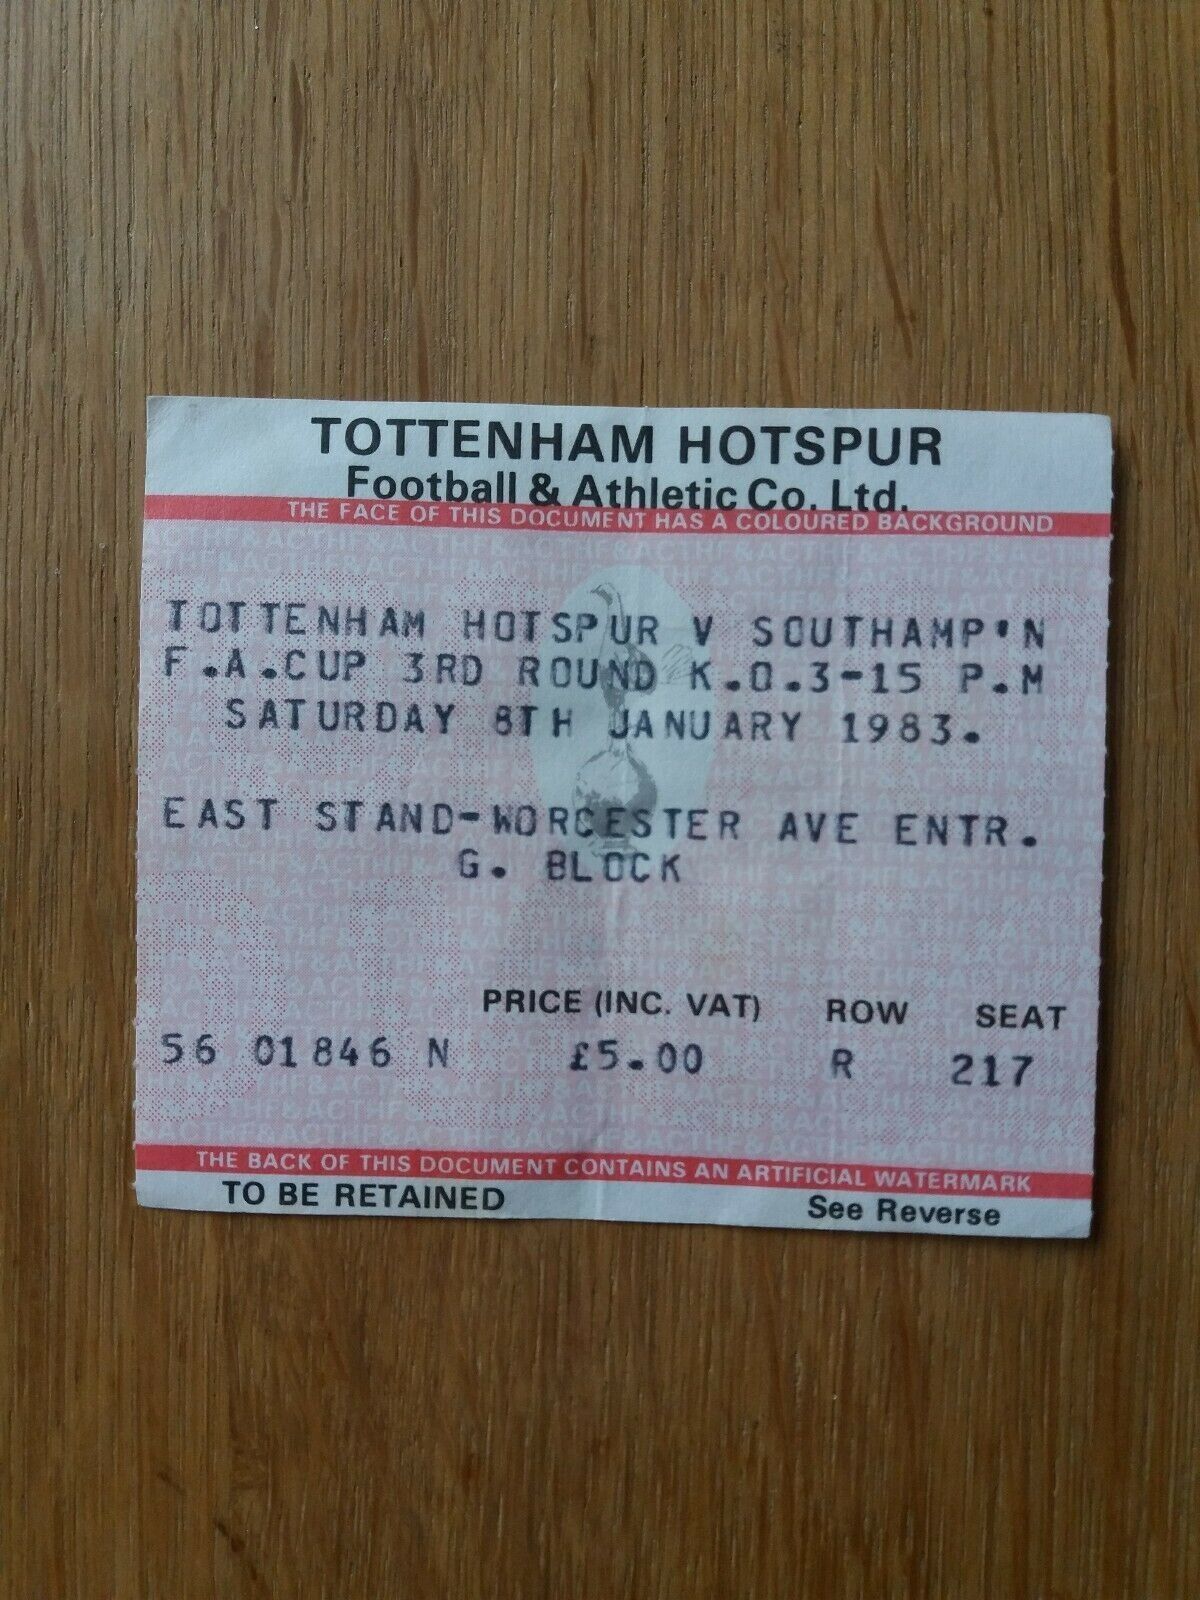 TOTTENHAM HOTSPUR
Football & Athletic Co. Ltd.
THE FACE OF THIS DOCUMENT HAS A COLOURED BACKGROUND
TOTTENHAM HOTSPUR V SOUTHAMP'N
F.A.CUP 3RD ROUND K.O.3-15 P.M
SATURDAY 8TH JANUARY 1983.
EAST STAND-WORCESTER AVE ENTR.
G. BLOCK
PRICE (INC. VAT) ROW SEAT
56 01846 N £5.00 R 217
THE BACK OF THIS DOCUMENT CONTAINS AN ARTIFICIAL WATERMARK
TO BE RETAINED See Reverse